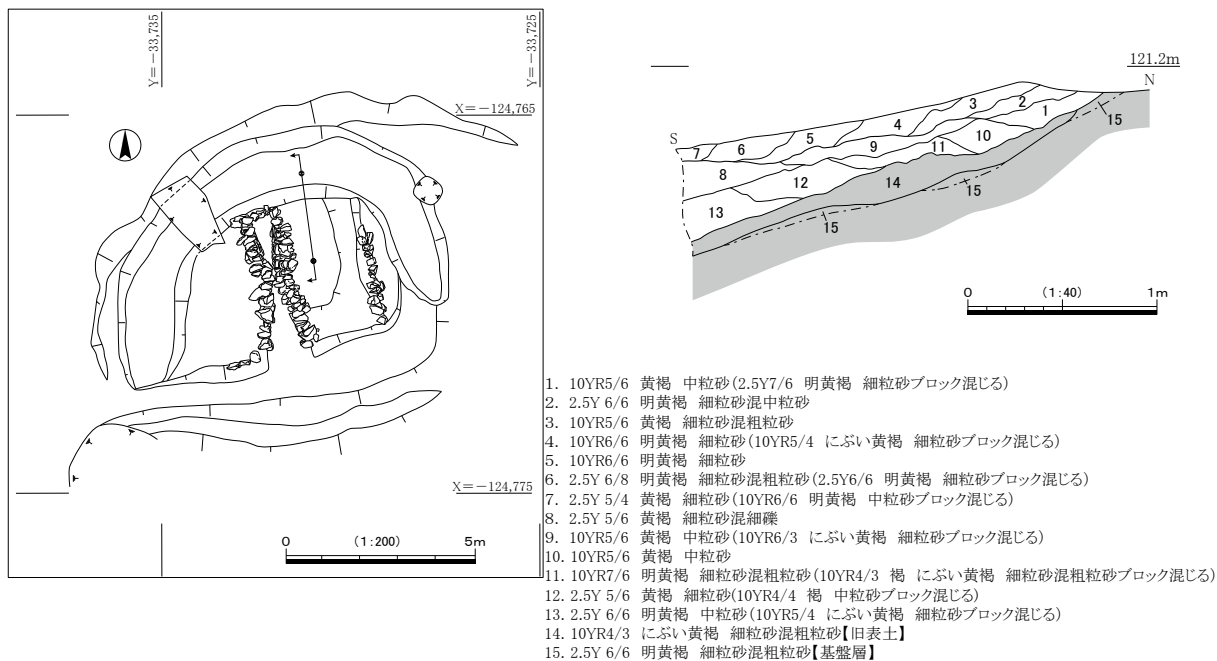 Y=-33,735
Y=-33,725
X=-124,765
X=-124,775
0 (1:200) 5m
121.2m
N
S
1
2
3
4
5
6
7
8
9
10
11
12
13
14
15
15
15
0 (1:40) 1m
1. 10YR5/6 黄褐 中粒砂(2.5Y7/6 明黄褐 細粒砂ブロック混じる)
2. 2.5Y 6/6 明黄褐 細粒砂混中粒砂
3. 10YR5/6 黄褐 細粒砂混粗粒砂
4. 10YR6/6 明黄褐 細粒砂(10YR5/4 にぶい黄褐 細粒砂ブロック混じる)
5. 10YR6/6 明黄褐 細粒砂
6. 2.5Y 6/8 明黄褐 細粒砂混粗粒砂(2.5Y6/6 明黄褐 細粒砂ブロック混じる)
7. 2.5Y 5/4 黄褐 細粒砂(10YR6/6 明黄褐 中粒砂ブロック混じる)
8. 2.5Y 5/6 黄褐 細粒砂混細礫
9. 10YR5/6 黄褐 中粒砂(10YR6/3 にぶい黄褐 細粒砂ブロック混じる)
10. 10YR5/6 黄褐 中粒砂
11. 10YR7/6 明黄褐 細粒砂混粗粒砂(10YR4/3 褐 にぶい黄褐 細粒砂混粗粒砂ブロック混じる)
12. 2.5Y 5/6 黄褐 細粒砂(10YR4/4 褐 中粒砂ブロック混じる)
13. 2.5Y 6/6 明黄褐 中粒砂(10YR5/4 にぶい黄褐 細粒砂ブロック混じる)
14. 10YR4/3 にぶい黄褐 細粒砂混粗粒砂【旧表土】
15. 2.5Y 6/6 明黄褐 細粒砂混粗粒砂【基盤層】